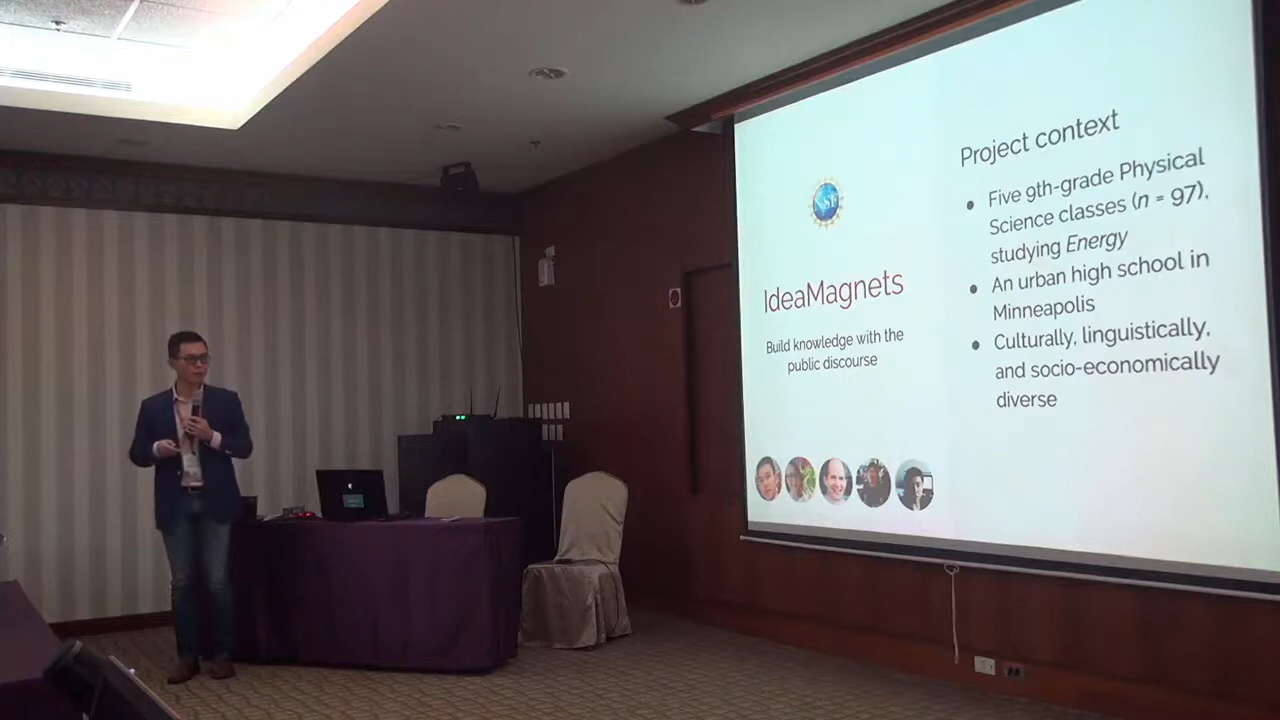 NSF
IdeaMagnets
Build knowledge with the
public discourse
Project context
Five 9th-grade Physical
Science classes (n = 97),
studying Energy
An urban high school in
Minneapolis
Culturally, linguistically,
and socio-economically
diverse